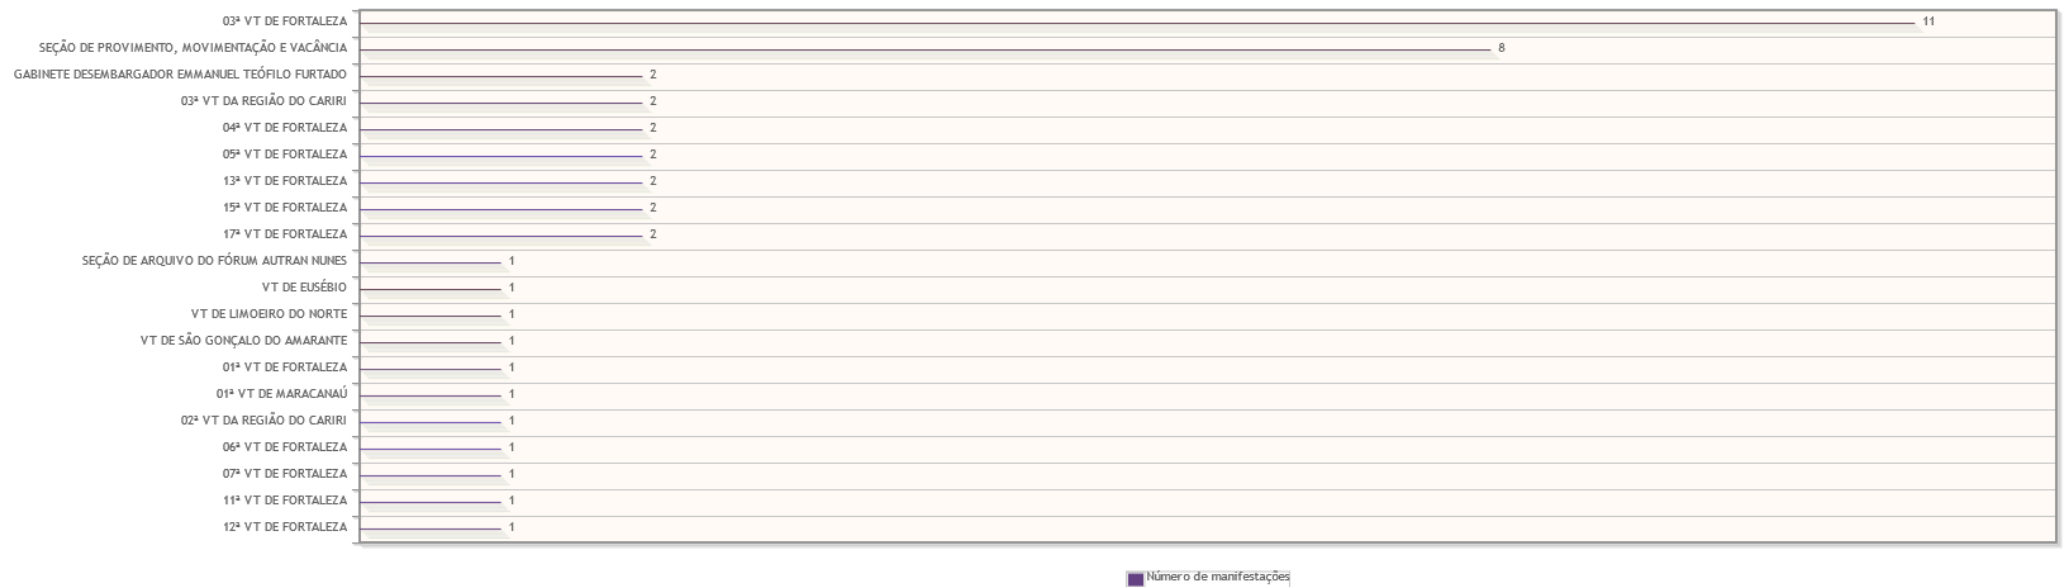 03ª VT DE FORTALEZA 11
SEÇÃO DE PROVIMENTO, MOVIMENTAÇÃO E VACÂNCIA 8
GABINETE DESEMBARGADOR EMMANUEL TEÓFILO FURTADO 2
03ª VT DA REGIÃO DO CARIRI 2
04ª VT DE FORTALEZA 2
05ª VT DE FORTALEZA 2
13ª VT DE FORTALEZA 2
15ª VT DE FORTALEZA 2
17ª VT DE FORTALEZA 2
SEÇÃO DE ARQUIVO DO FÓRUM AUTRAN NUNES 1
VT DE EUSÉBIO 1
VT DE LIMOEIRO DO NORTE 1
VT DE SÃO GONÇALO DO AMARANTE 1
01ª VT DE FORTALEZA 1
01ª VT DE MARACANAÚ 1
02ª VT DA REGIÃO DO CARIRI 1
06ª VT DE FORTALEZA 1
07ª VT DE FORTALEZA 1
11ª VT DE FORTALEZA 1
12ª VT DE FORTALEZA 1
Número de manifestações